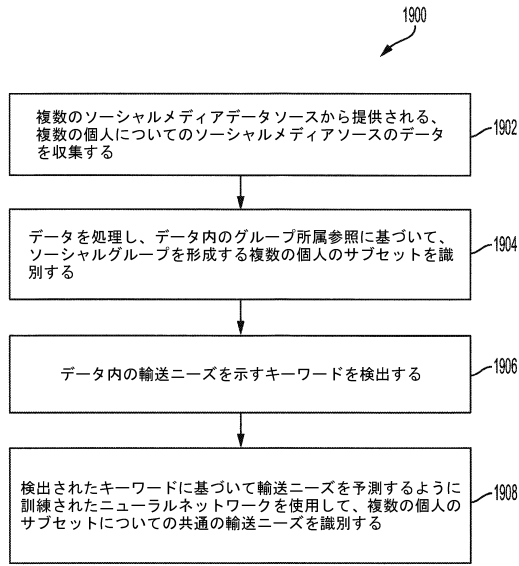 1900
複数のソーシャルメディアデータソースから提供される、
複数の個人についてのソーシャルメディアソースのデータ
を収集する
1902
データを処理し、データ内のグループ所属参照に基づいて、
ソーシャルグループを形成する複数の個人のサブセットを識
別する
1904
データ内の輸送ニーズを示すキーワードを検出する
1906
検出されたキーワードに基づいて輸送ニーズを予測するように
訓練されたニューラルネットワークを使用して、複数の個人の
サブセットについての共通の輸送ニーズを識別する
1908